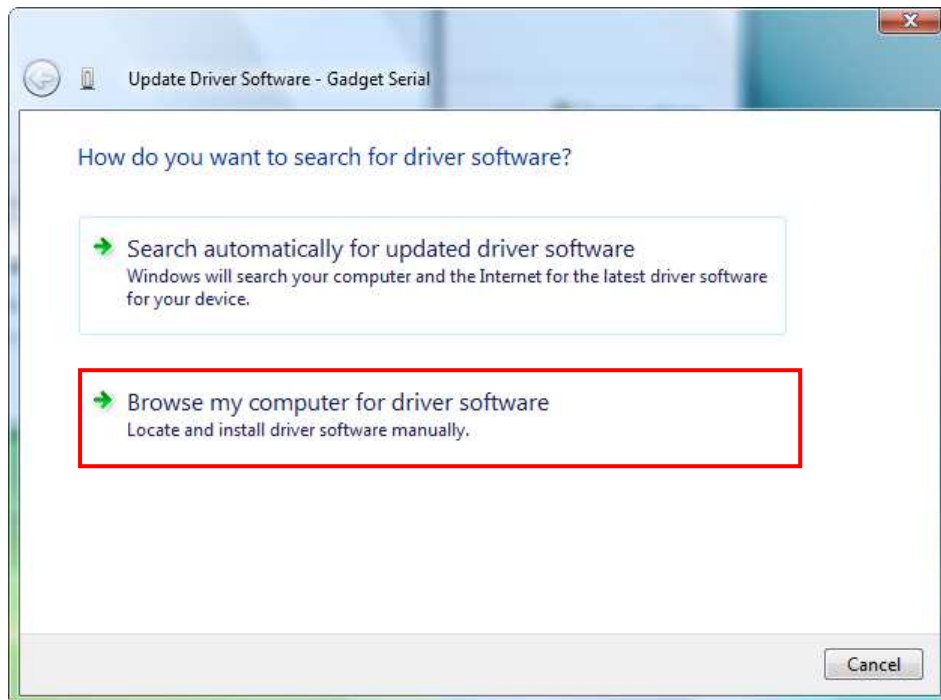 Update Driver Software - Gadget Serial
How do you want to search for driver software?
Search automatically for updated driver software
Windows will search your computer and the Internet for the latest driver software
for your device.
Browse my computer for driver software
Locate and install driver software manually.
Cancel